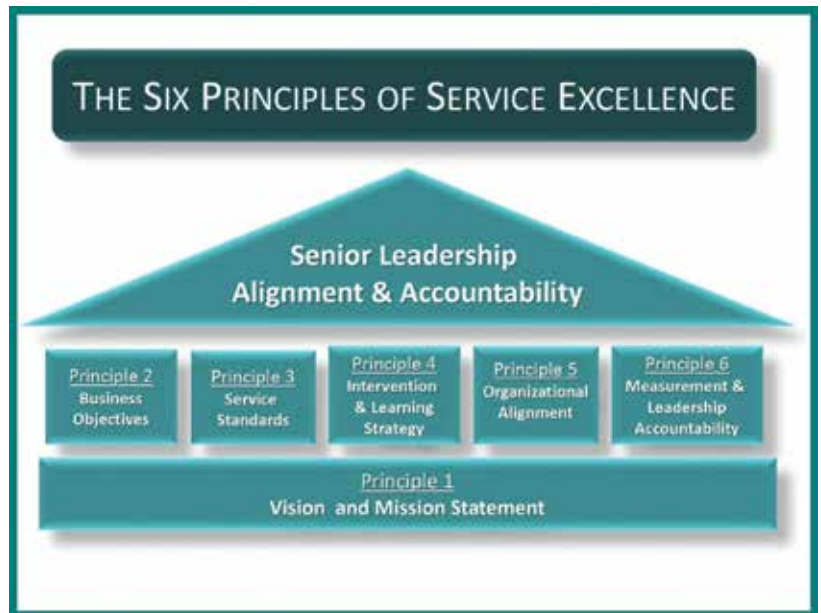 THE SIX PRINCIPLES OF SERVICE EXCELLENCE
Senior Leadership
Alignment & Accountability
Principle 2
Business
Objectives
Principle 3
Service
Standards
Principle 4
Intervention
& Learning
Strategy
Principle 5
Organizational
Alignment
Principle 6
Measurement &
Leadership
Accountability
Principle 1
Vision and Mission Statement